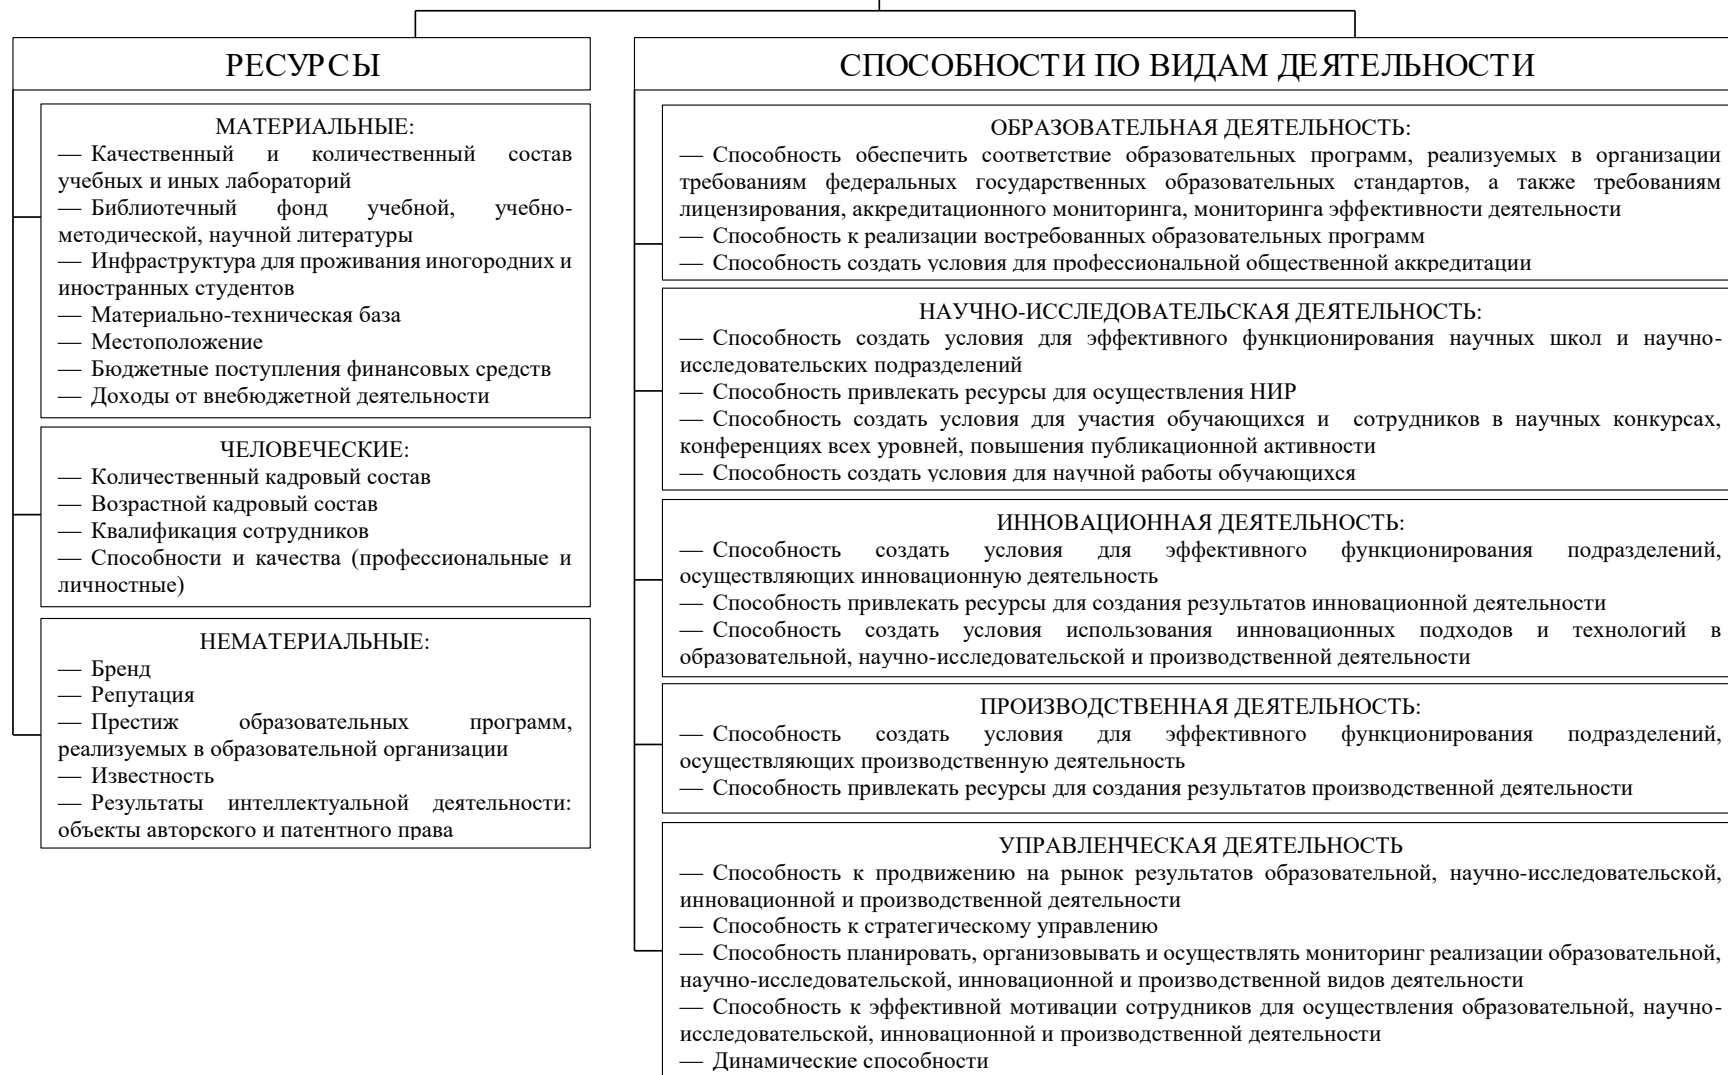 РЕСУРСЫ
МАТЕРИАЛЬНЫЕ:
— Качественный и количественный состав
учебных и иных лабораторий
— Библиотечный фонд учебной, учебно-
методической, научной литературы
— Инфраструктура для проживания иногородних и
иностранных студентов
— Материально-техническая база
— Местоположение
— Бюджетные поступления финансовых средств
— Доходы от внебюджетной деятельности
ЧЕЛОВЕЧЕСКИЕ:
— Количественный кадровый состав
— Возрастной кадровый состав
— Квалификация сотрудников
— Способности и качества (профессиональные и
личностные)
НЕМАТЕРИАЛЬНЫЕ:
— Бренд
— Репутация
— Престиж образовательных программ,
реализуемых в образовательной организации
— Известность
— Результаты интеллектуальной деятельности:
объекты авторского и патентного права
СПОСОБНОСТИ ПО ВИДАМ ДЕЯТЕЛЬНОСТИ
ОБРАЗОВАТЕЛЬНАЯ ДЕЯТЕЛЬНОСТЬ:
— Способность обеспечить соответствие образовательных программ, реализуемых в организации
требованиям федеральных государственных образовательных стандартов, а также требованиям
лицензирования, аккредитационного мониторинга, мониторинга эффективности деятельности
— Способность к реализации востребованных образовательных программ
— Способность создать условия для профессиональной общественной аккредитации
НАУЧНО-ИССЛЕДОВАТЕЛЬСКАЯ ДЕЯТЕЛЬНОСТЬ:
— Способность создать условия для эффективного функционирования научных школ и научно-
исследовательских подразделений
— Способность привлекать ресурсы для осуществления НИР
— Способность создать условия для участия обучающихся и сотрудников в научных конкурсах,
конференциях всех уровней, повышения публикационной активности
— Способность создать условия для научной работы обучающихся
ИННОВАЦИОННАЯ ДЕЯТЕЛЬНОСТЬ:
— Способность создать условия для эффективного функционирования подразделений,
осуществляющих инновационную деятельность
— Способность привлекать ресурсы для создания результатов инновационной деятельности
— Способность создать условия использования инновационных подходов и технологий в
образовательной, научно-исследовательской и производственной деятельности
ПРОИЗВОДСТВЕННАЯ ДЕЯТЕЛЬНОСТЬ:
— Способность создать условия для эффективного функционирования подразделений,
осуществляющих производственную деятельность
— Способность привлекать ресурсы для создания результатов производственной деятельности
УПРАВЛЕНЧЕСКАЯ ДЕЯТЕЛЬНОСТЬ
— Способность к продвижению на рынок результатов образовательной, научно-исследовательской,
инновационной и производственной деятельности
— Способность к стратегическому управлению
— Способность планировать, организовывать и осуществлять мониторинг реализации образовательной,
научно-исследовательской, инновационной и производственной видов деятельности
— Способность к эффективной мотивации сотрудников для осуществления образовательной, научно-
исследовательской, инновационной и производственной деятельности
— Динамические способности